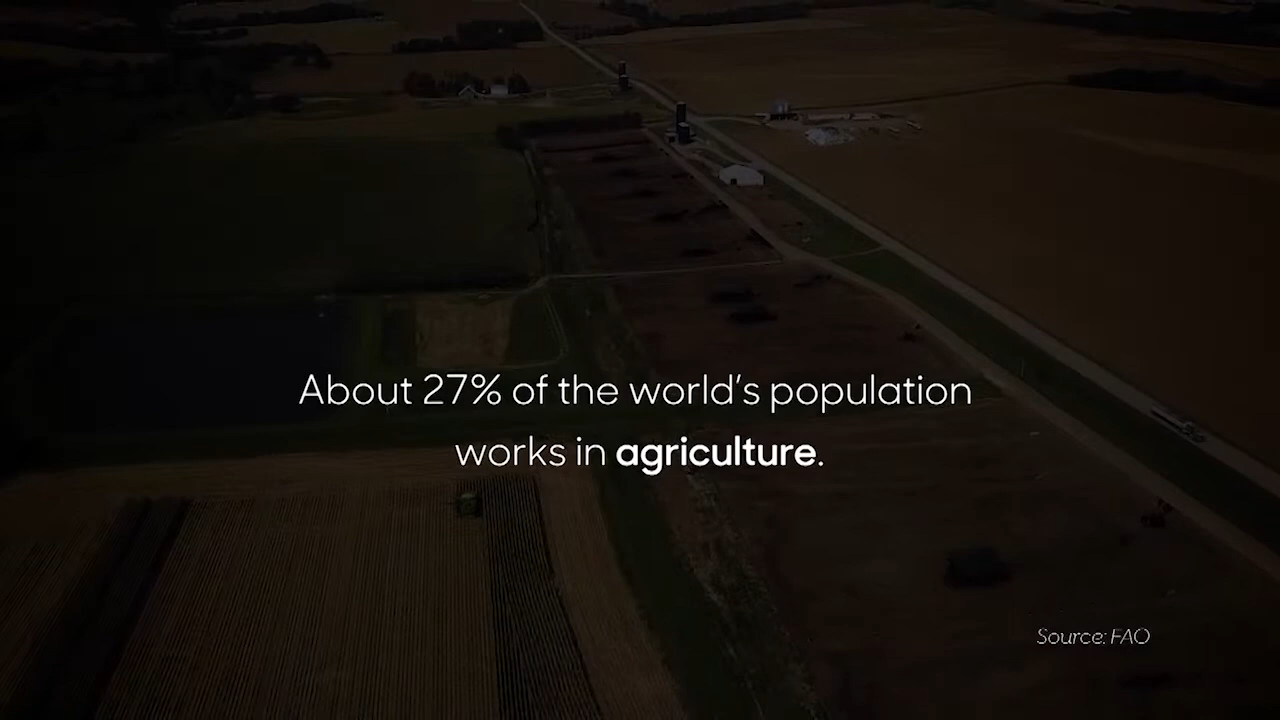 About 27% of the world's population
works in agriculture.
Source: FAO